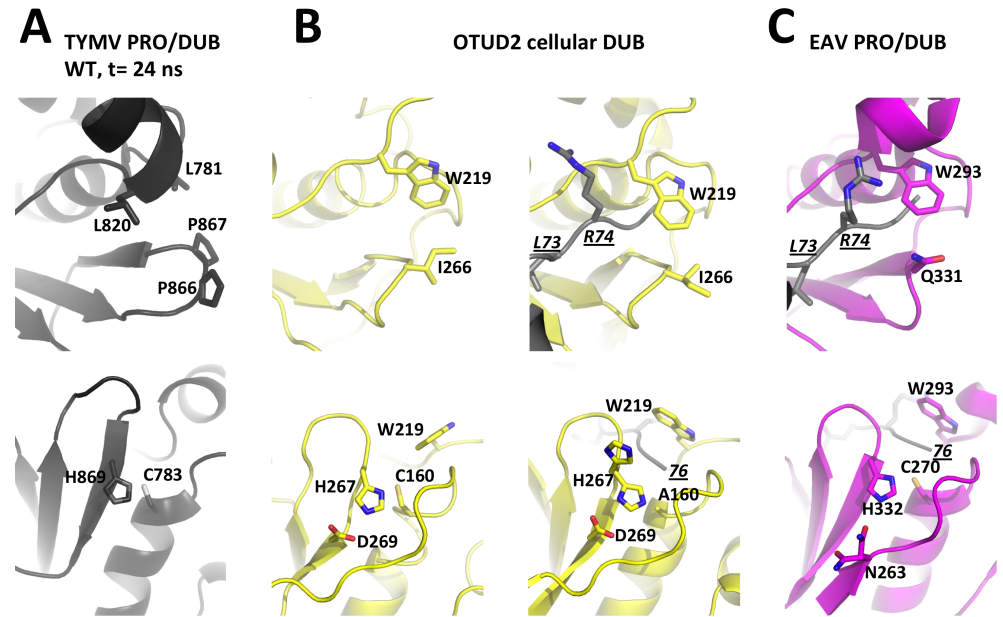 A
TYMV PRO/DUB
WT, t= 24 ns
B
OTUD2 cellular DUB
C
EAV PRO/DUB
L781
L820
P867
P866
W219
I266
L73
R74
W219
I266
L73
R74
W293
Q331
H869
C783
W219
H267
C160
D269
W219
H267
76
A160
D269
W293
76
C270
H332
N263